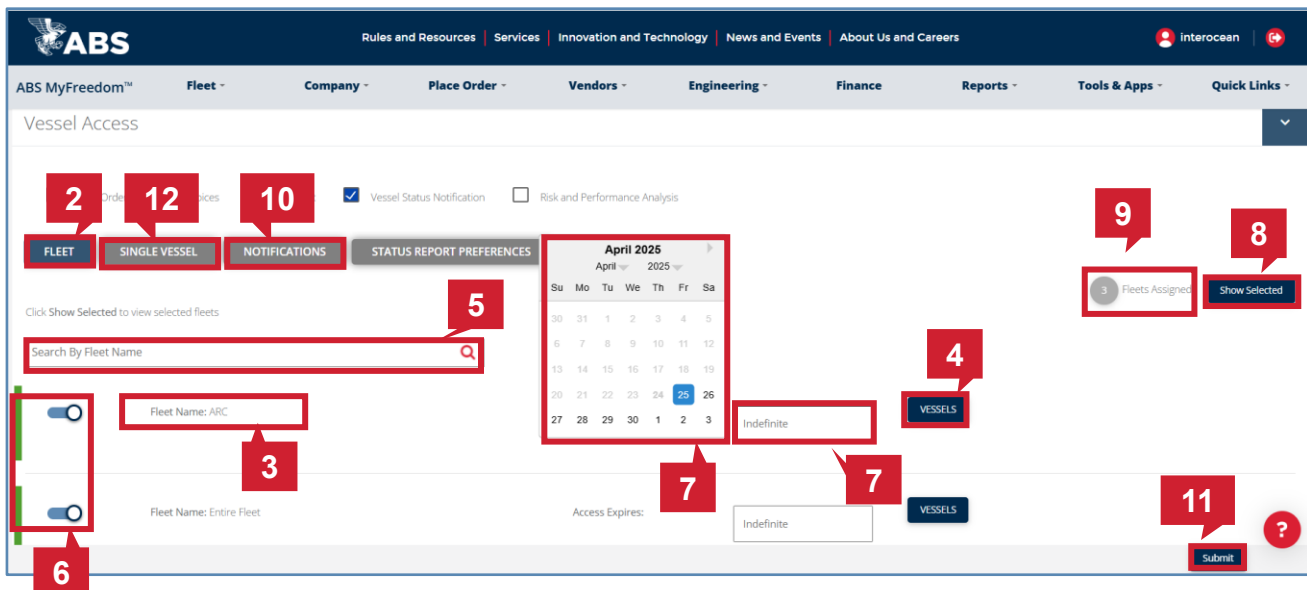 ABS
Rules and Resources | Services | Innovation and Technology | News and Events | About Us and Careers
interocean
ABS MyFreedom™ Fleet Company Place Order Vendors Engineering Finance Reports Tools & Apps Quick Links
Vessel Access
2 12 10 9 8
Vessel Status Notification Risk and Performance Analysis
FLEET SINGLE VESSEL NOTIFICATIONS STATUS REPORT PREFERENCES
April 2025
April 2025
Su Mo Tu We Th Fr Sa
30 31 1 2 3 4 5
6 7 8 9 10 11 12
13 14 15 16 17 18 19
20 21 22 23 24 25 26
27 28 29 30 1 2 3
3 Fleets Assigned Show Selected
Click Show Selected to view selected fleets
5
Search By Fleet Name
4
Fleet Name: ARC
Indefinite
VESSELS
3 7 7
Fleet Name: Entire Fleet Access Expires: Indefinite VESSELS
11
?
6
Submit